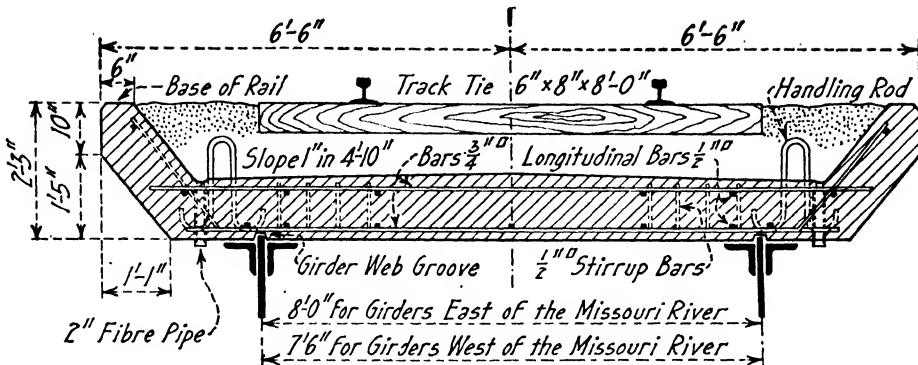 6'-6"
6'-6"
6"
Base of Rail
Track Tie 6"×8"×8'-0"
Handling Rod
2'-3"
10"
1'-5"
Slope 1" in 4'-10"
Bars 3/4"□
Longitudinal Bars 1/2"□
1'-1"
Girder Web Groove
1/2"□ Stirrup Bars
2" Fibre Pipe
8'-0" For Girders East of the Missouri River
7'6" For Girders West of the Missouri River